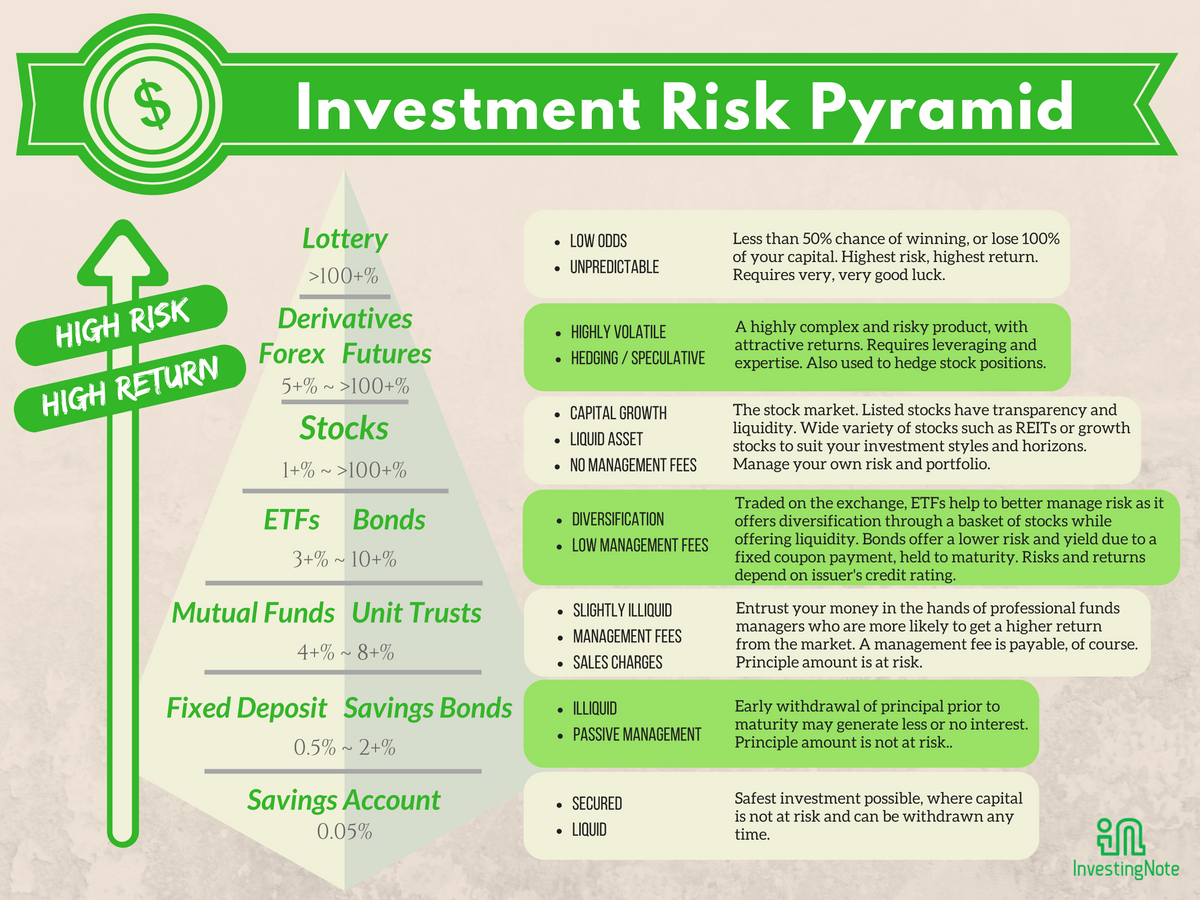 $
Investment Risk Pyramid
HIGH RISK
HIGH RETURN
Lottery
>100+%
• LOW ODDS
• UNPREDICTABLE
Less than 50% chance of winning, or lose 100%
of your capital. Highest risk, highest return.
Requires very, very good luck.
Derivatives
Forex Futures
5+% ~ >100+%
• HIGHLY VOLATILE
• HEDGING / SPECULATIVE
A highly complex and risky product, with
attractive returns. Requires leveraging and
expertise. Also used to hedge stock positions.
Stocks
1+% ~ >100+%
• CAPITAL GROWTH
• LIQUID ASSET
• NO MANAGEMENT FEES
The stock market. Listed stocks have transparency and
liquidity. Wide variety of stocks such as REITs or growth
stocks to suit your investment styles and horizons.
Manage your own risk and portfolio.
ETFs Bonds
3+% ~ 10+%
• DIVERSIFICATION
• LOW MANAGEMENT FEES
Traded on the exchange, ETFs help to better manage risk as it
offers diversification through a basket of stocks while
offering liquidity. Bonds offer a lower risk and yield due to a
fixed coupon payment, held to maturity. Risks and returns
depend on issuer's credit rating.
Mutual Funds Unit Trusts
4+% ~ 8+%
• SLIGHTLY ILLIQUID
• MANAGEMENT FEES
• SALES CHARGES
Entrust your money in the hands of professional funds
managers who are more likely to get a higher return
from the market. A management fee is payable, of course.
Principle amount is at risk.
Fixed Deposit Savings Bonds
0.5% ~ 2+%
• ILLIQUID
• PASSIVE MANAGEMENT
Early withdrawal of principal prior to
maturity may generate less or no interest.
Principle amount is not at risk..
Savings Account
0.05%
• SECURED
• LIQUID
Safest investment possible, where capital
is not at risk and can be withdrawn any
time.
in
InvestingNote